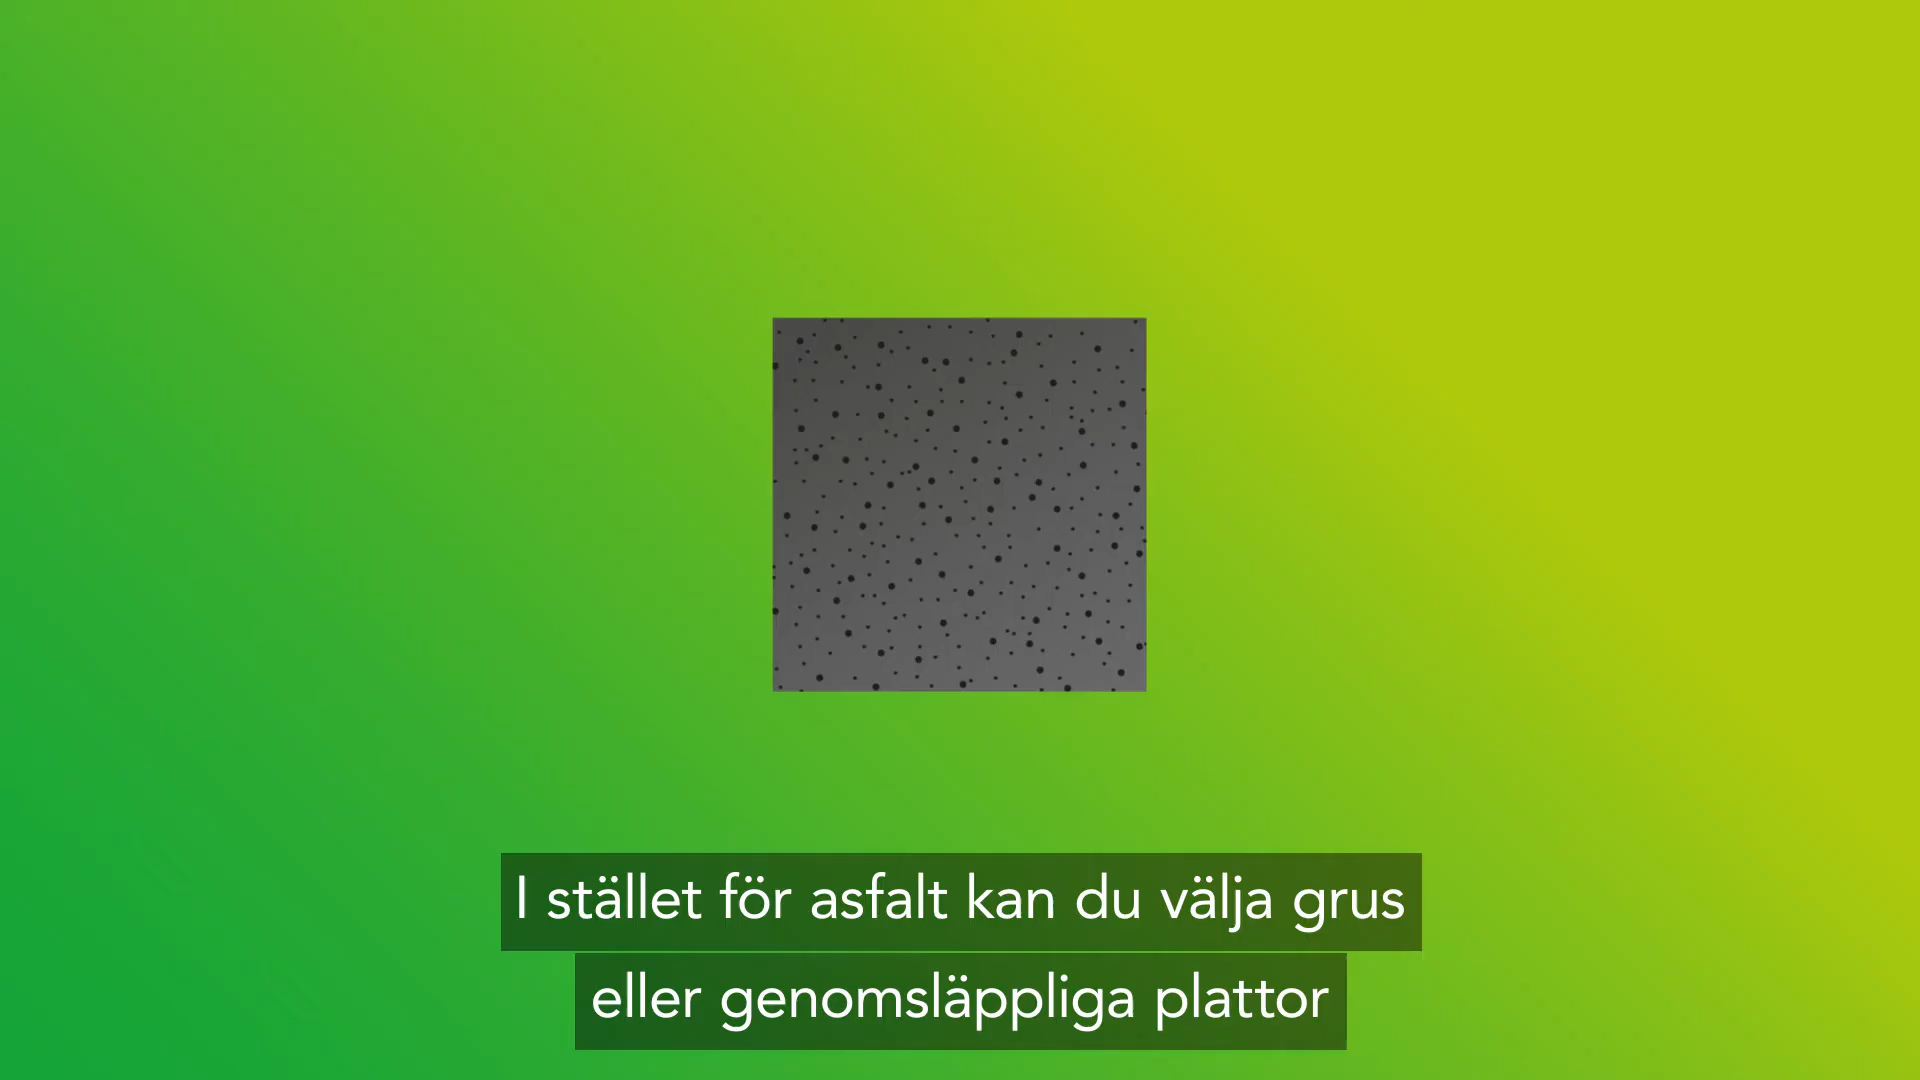 I stället för asfalt kan du välja grus
eller genomsläppliga plattor